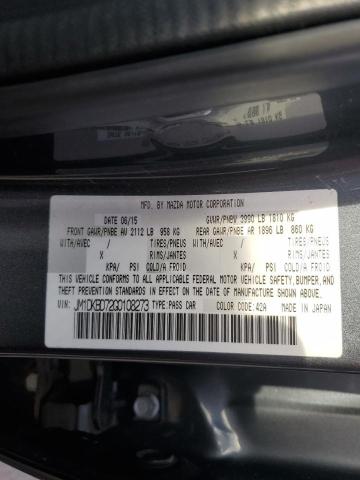 MFD. BY MAZDA MOTOR CORPORATION
DATE 06/15 GVWR/PNBV 3990 LB 1810 KG
FRONT GAWR/PNBE AV 2112 LB 958 KG REAR GAWR/PNBE AR 1896 LB 860 KG
WITH/AVEC TIRES/PNEUS WITH/AVEC TIRES/PNEUS
X RIMS/JANTES X RIMS/JANTES
KPA/ PSI COLD/A FROID KPA/ PSI COLD/A FROID
THIS VEHICLE CONFORMS TO ALL APPLICABLE FEDERAL MOTOR VEHICLE SAFETY, BUMPER,
AND THEFT PREVENTION STANDARDS IN EFFECT ON THE DATE OF MANUFACTURE SHOWN ABOVE.
JM1DKBD72G0108273 TYPE:PASS CAR COLOR CODE:42A MADE IN JAPAN